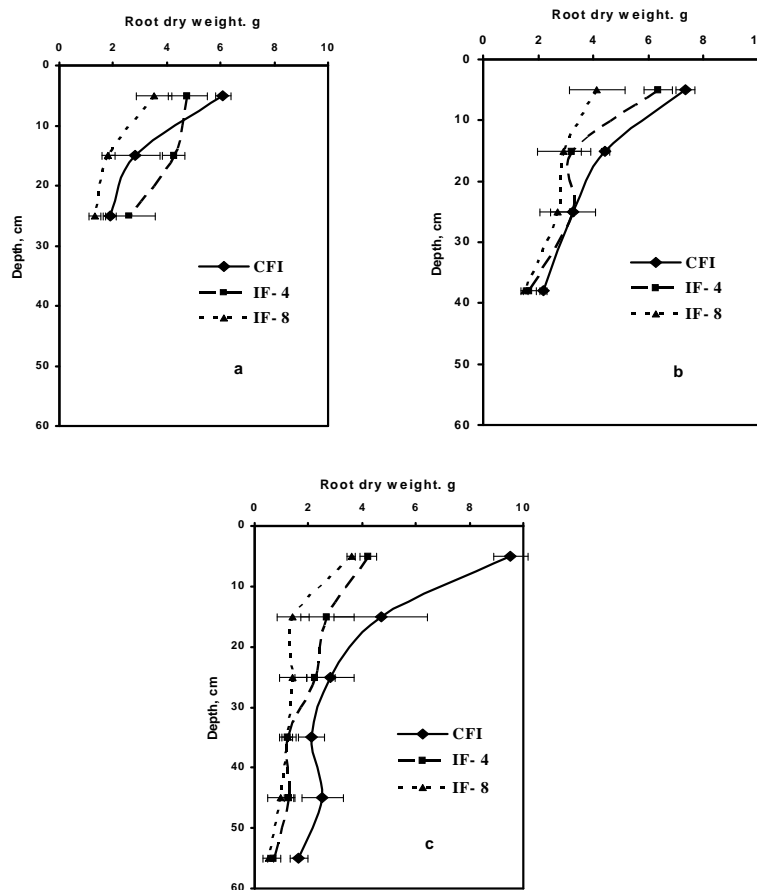 Root dry weight. g
0 2 4 6 8 10
0
10
20
30
40
50
60
Depth, cm
CFI
IF- 4
IF- 8
a
Root dry weight. g
0 2 4 6 8 10
0
10
20
30
40
50
60
Depth, cm
CFI
IF- 4
IF- 8
b
Root dry weight. g
0 2 4 6 8 10
0
10
20
30
40
50
60
Depth, cm
CFI
IF- 4
IF- 8
c